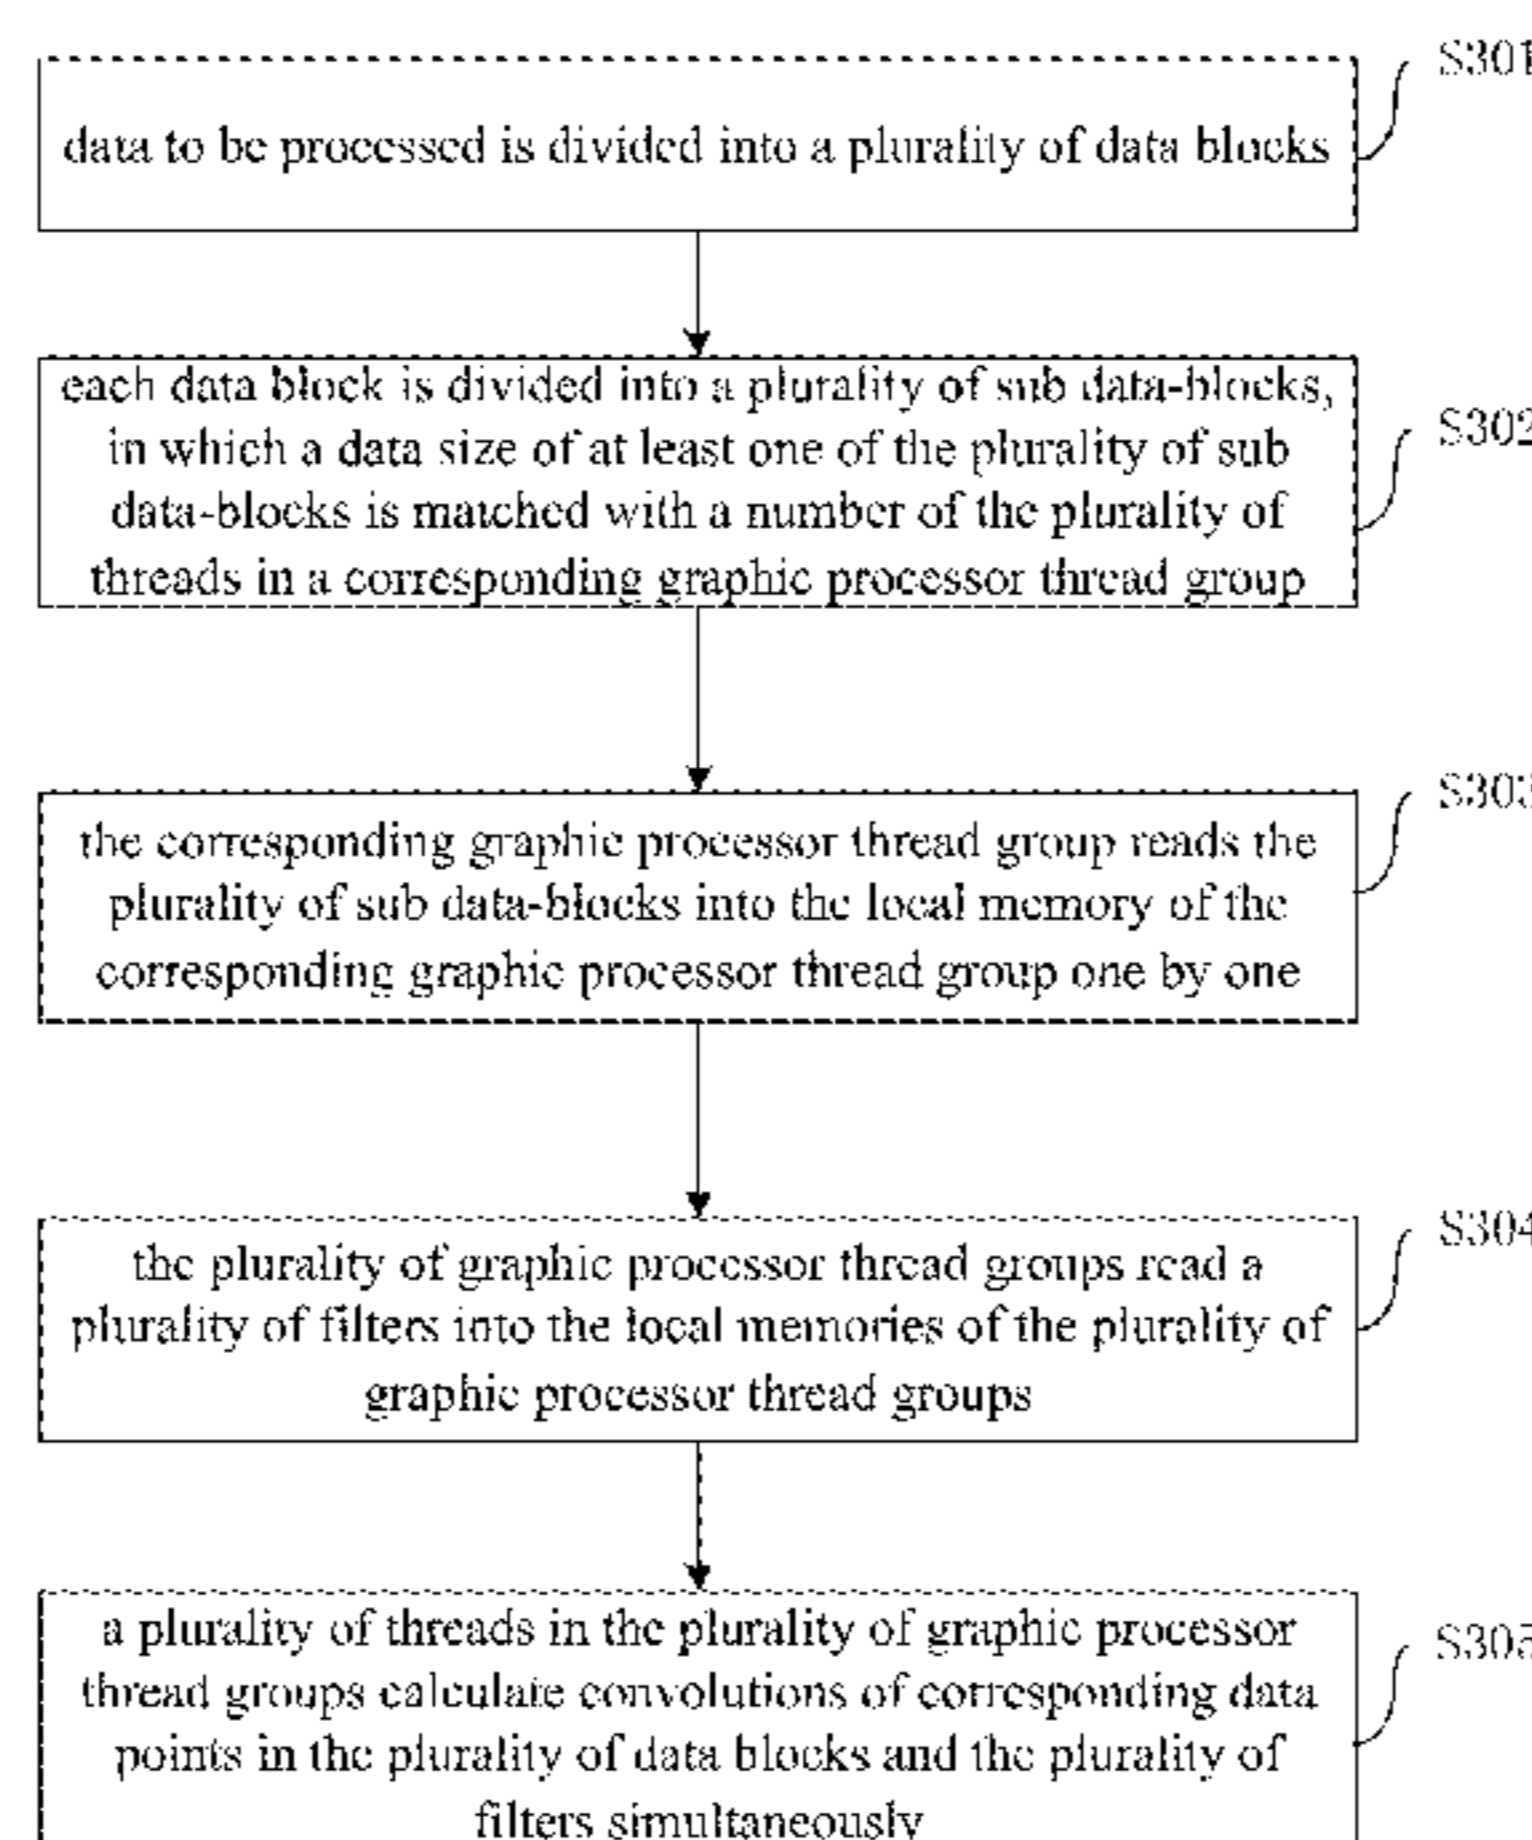 S301
data to be processed is divided into a plurality of data blocks
each data block is divided into a plurality of sub data-blocks,
in which a data size of at least one of the plurality of sub
data-blocks is matched with a number of the plurality of
threads in a corresponding graphic processor thread group
S302
the corresponding graphic processor thread group reads the
plurality of sub data-blocks into the local memory of the
corresponding graphic processor thread group one by one
S303
the plurality of graphic processor thread groups read a
plurality of filters into the local memories of the plurality of
graphic processor thread groups
S304
a plurality of threads in the plurality of graphic processor
thread groups calculate convolutions of corresponding data
points in the plurality of data blocks and the plurality of
filters simultaneously
S305